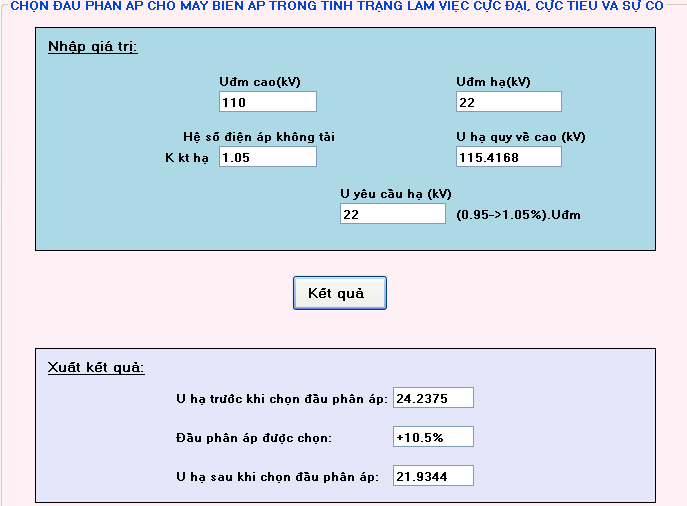 CHỌN ĐẦU PHÂN ÁP CHO MÁY BIẾN ÁP TRONG TÌNH TRẠNG LÀM VIỆC CỰC ĐẠI, CỰC TIỂU VÀ SỰ CỐ
Nhập giá trị:
Uđm cao(kV) Uđm hạ(kV)
110 22
Hệ số điện áp không tải U hạ quy về cao (kV)
K kt hạ 1.05 115.4168
U yêu cầu hạ (kV)
22 (0.95->1.05%).Uđm
Kết quả
Xuất kết quả:
U hạ trước khi chọn đầu phân áp: 24.2375
Đầu phân áp được chọn: +10.5%
U hạ sau khi chọn đầu phân áp: 21.9344